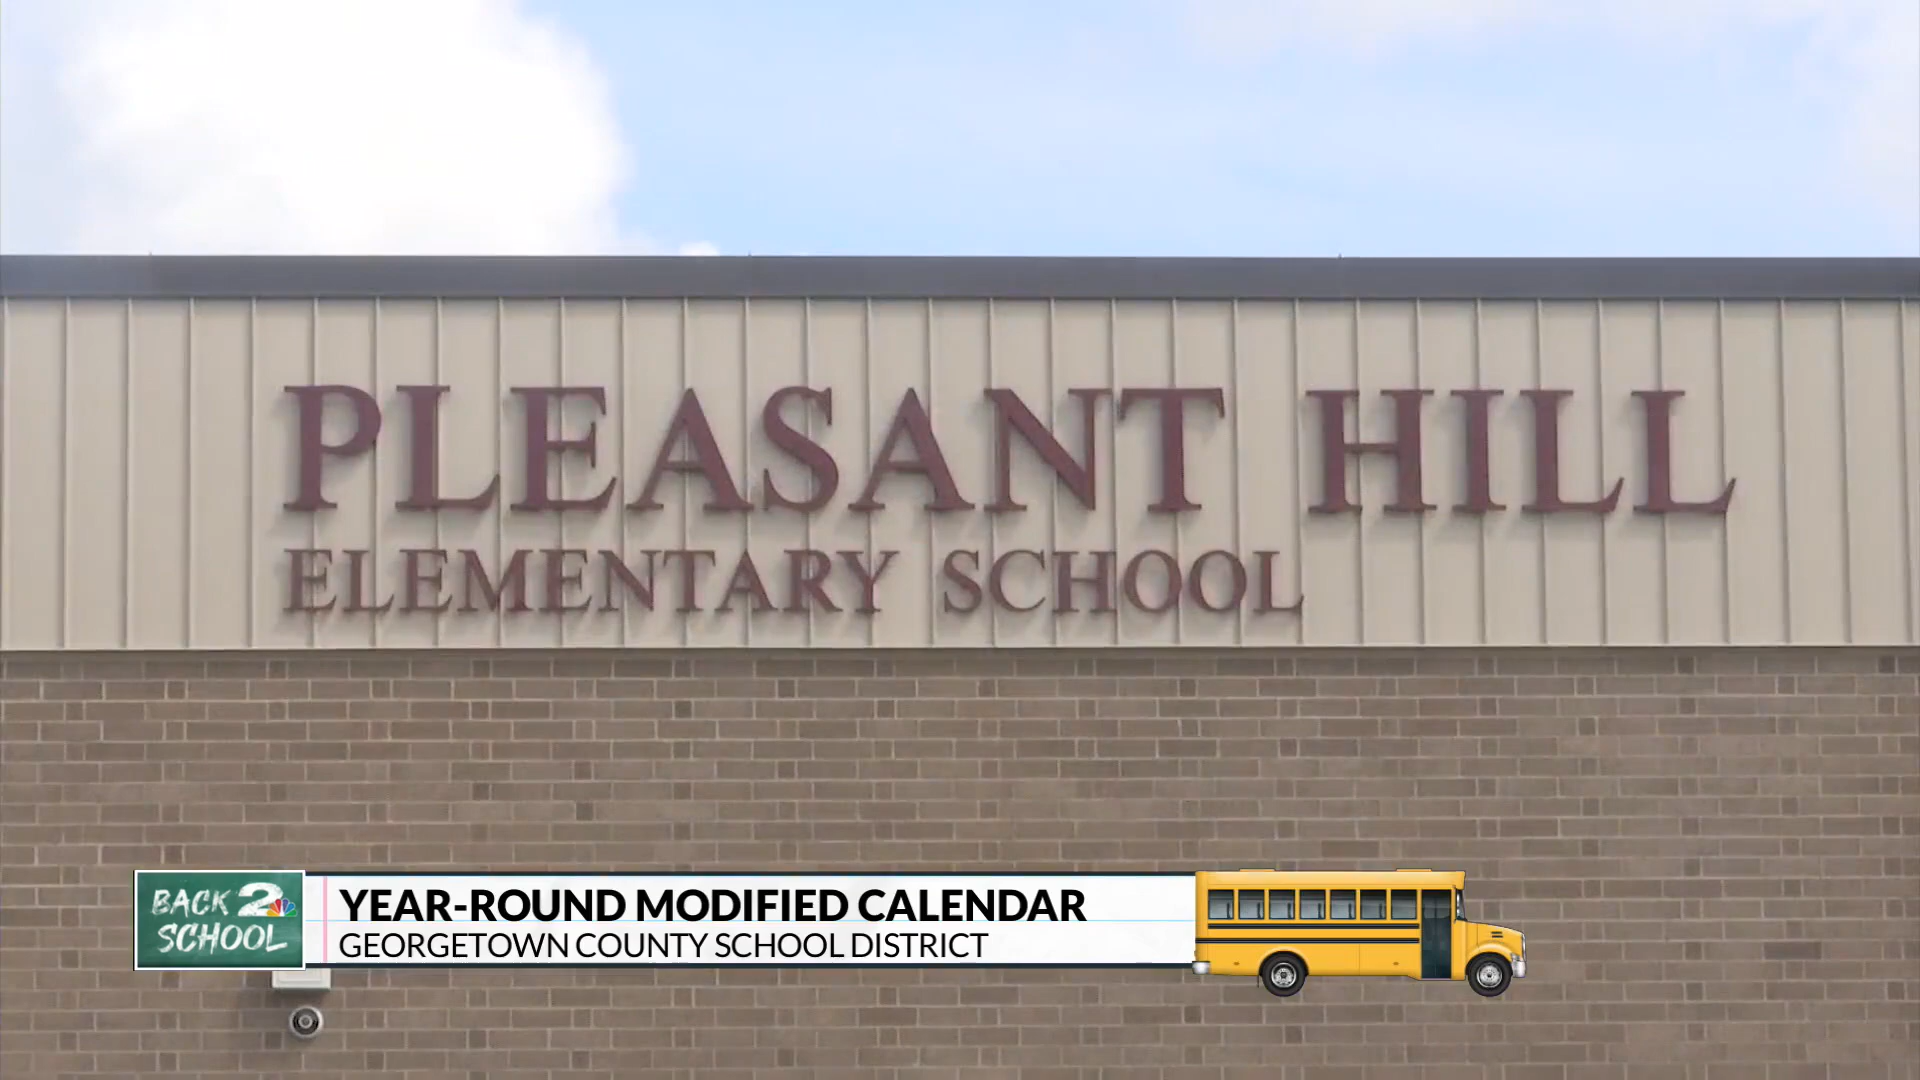 PLEASANT HILL
ELEMENTARY SCHOOL
BACK 2
SCHOOL
YEAR-ROUND MODIFIED CALENDAR
GEORGETOWN COUNTY SCHOOL DISTRICT